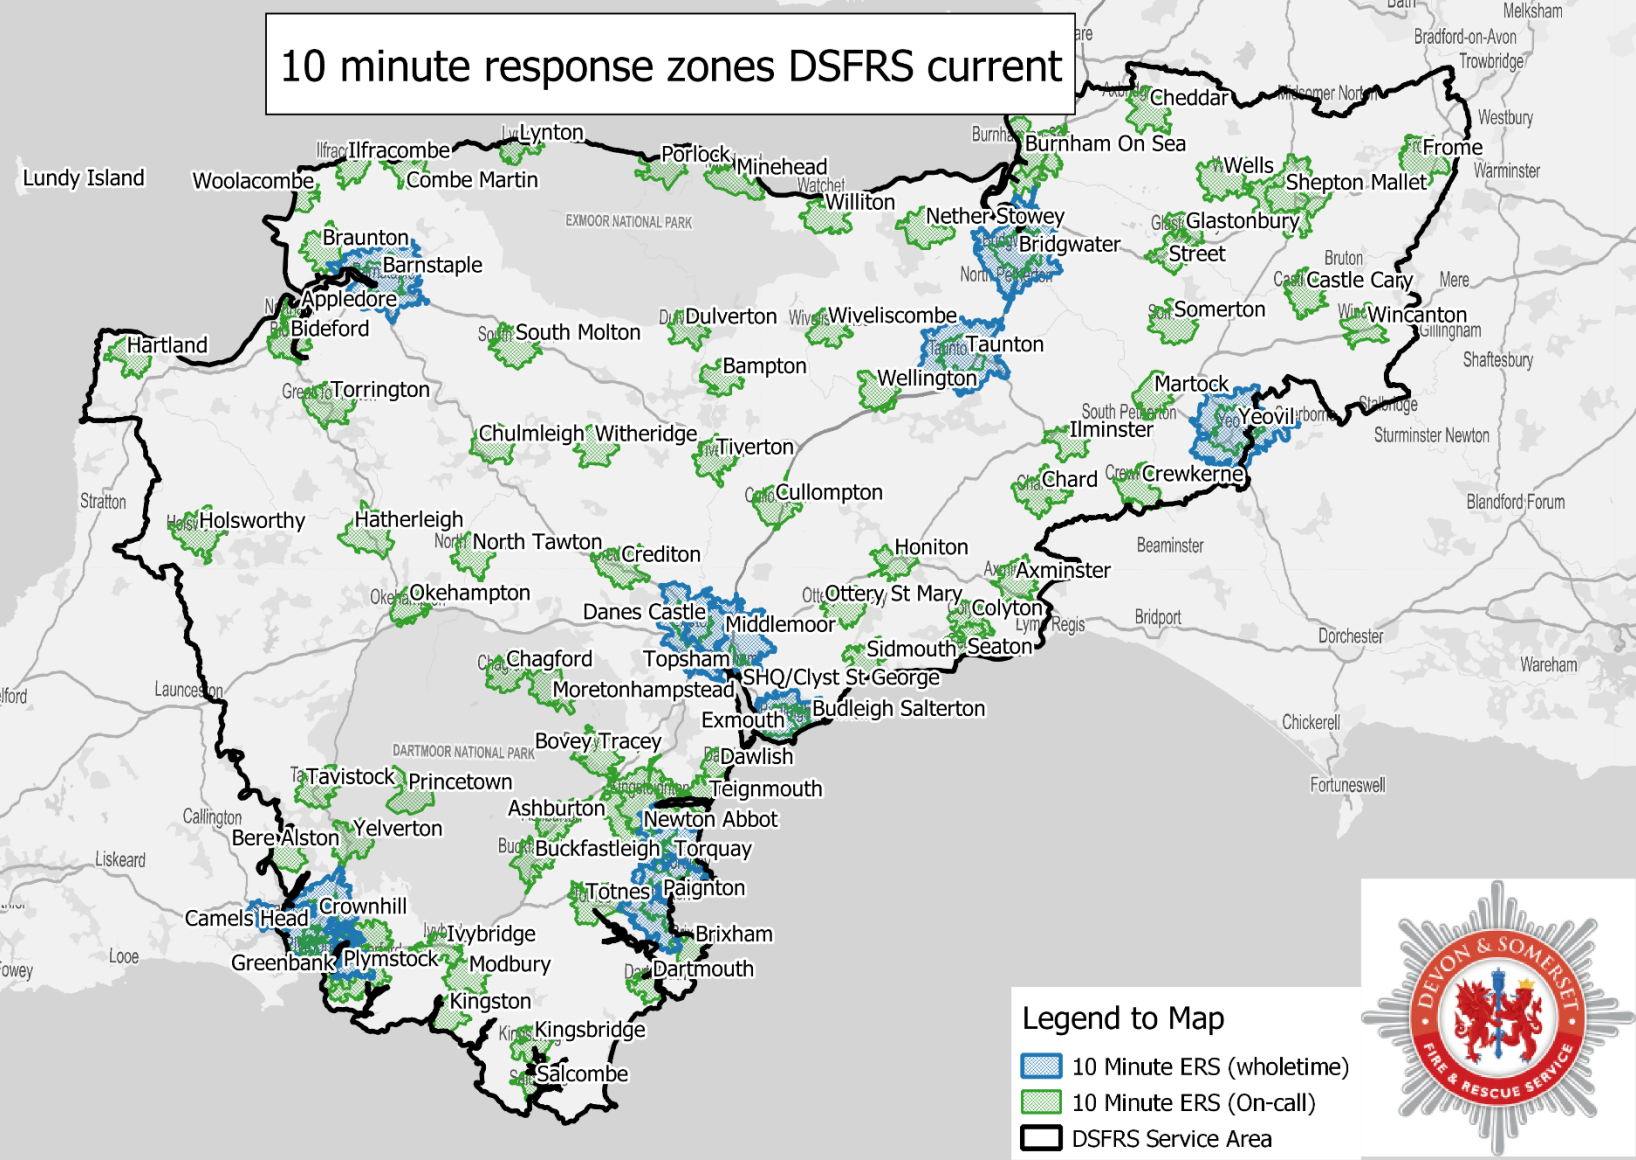 10 minute response zones DSFRS current
Bath
Melksham
Bradford-on-Avon
Trowbridge
Midsomer Norton
Cheddar
Westbury
Lynton
Burnham On Sea
Frome
Ilfracombe
Porlock
Minehead
Wells
Warminster
Lundy Island
Woolacombe
Combe Martin
Watchet
Shepton Mallet
Williton
EXMOOR NATIONAL PARK
Nether Stowey
Glastonbury
Braunton
Bridgwater
Street
Bruton
Barnstaple
North Petherton
Castle Cary
Mere
Appledore
Somerton
Wincanton
Bideford
South Molton
Dulverton
Wiveliscombe
Gillingham
Hartland
Taunton
Shaftesbury
Bampton
Wellington
Martock
Torrington
South Petherton
Yeovil
Stalbridge
Chulmleigh
Witheridge
Tiverton
Ilminster
Sturminster Newton
Crewkerne
Chard
Stratton
Cullompton
Blandford Forum
Holsworthy
Hatherleigh
North Tawton
Crediton
Honiton
Beaminster
Axminster
Okehampton
Ottery St Mary
Danes Castle
Colyton
Middlemoor
Lyme Regis
Bridport
Dorchester
Sidmouth
Seaton
Chagford
Topsham
Wareham
SHQ/Clyst St George
Launceston
Moretonhampstead
Budleigh Salterton
Exmouth
Chickerell
Bovey Tracey
DARTMOOR NATIONAL PARK
Dawlish
Tavistock
Princetown
Teignmouth
Fortuneswell
Ashburton
Callington
Newton Abbot
Yelverton
Bere Alston
Buckfastleigh
Torquay
Liskeard
Totnes
Paignton
Crownhill
Camels Head
Ivybridge
Brixham
Looe
Greenbank
Plymstock
Modbury
Dartmouth
Kingston
Kingsbridge
Salcombe
Legend to Map
10 Minute ERS (wholetime)
10 Minute ERS (On-call)
DSFRS Service Area
DEVON & SOMERSET
FIRE & RESCUE SERVICE